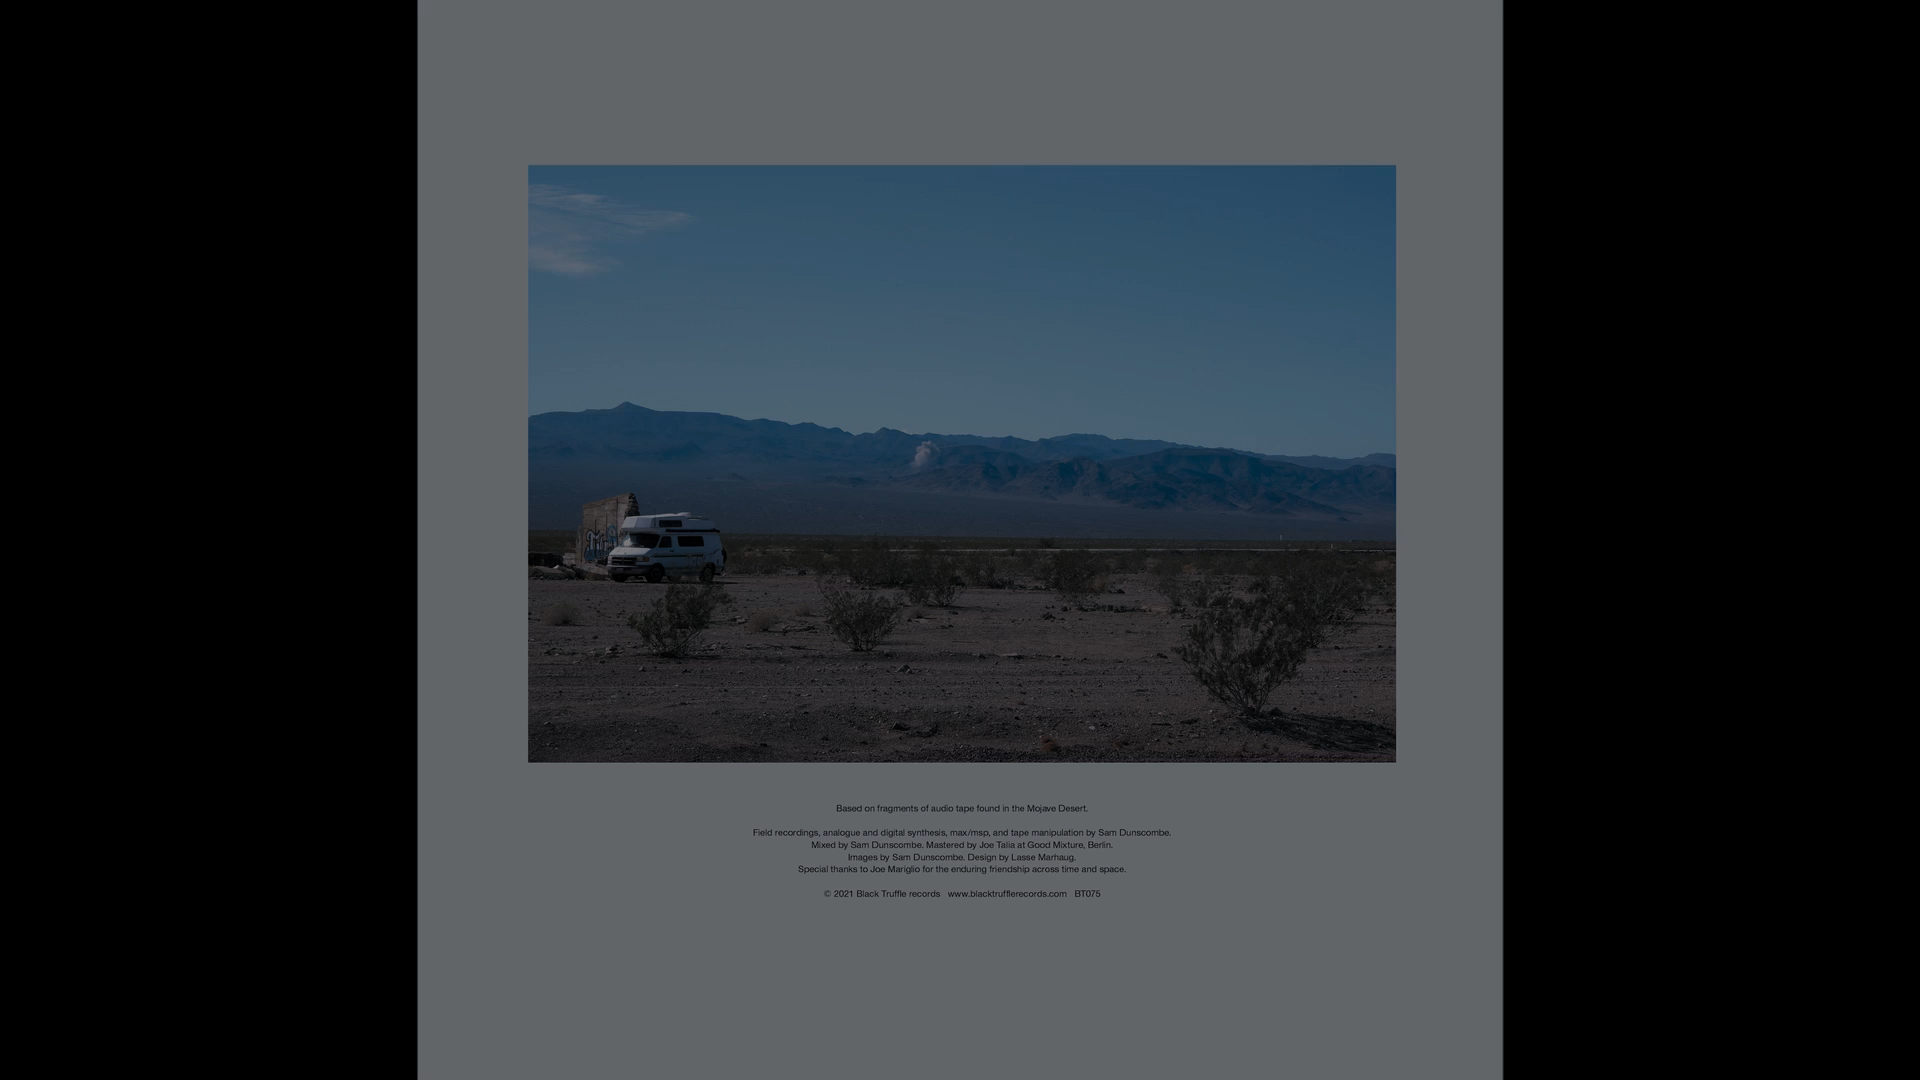 Based on fragments of audio tape found in the Mojave Desert.
Field recordings, analogue and digital synthesis, max/msp, and tape manipulation by Sam Dunscombe.
Mixed by Sam Dunscombe. Mastered by Joe Talia at Good Mixture, Berlin.
Images by Sam Dunscombe. Design by Lasse Marhaug.
Special thanks to Joe Mariglio for the enduring friendship across time and space.
© 2021 Black Truffle records www.blacktrufflerecords.com BT075